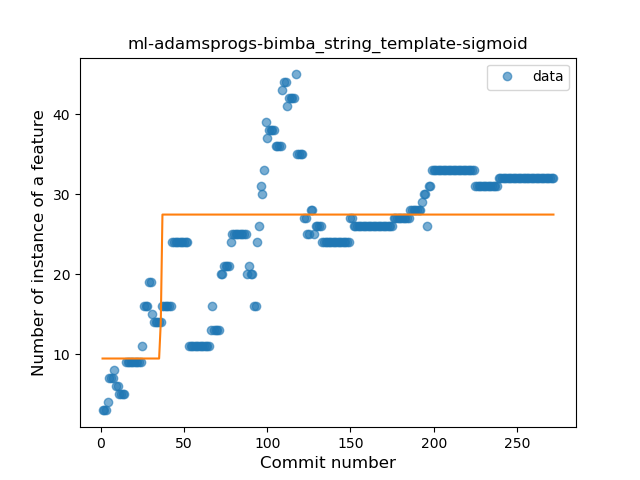 ml-adamsprogs-bimba_string_template-sigmoid
data
Number of instance of a feature
40
30
20
10
0
50
100
150
200
250
Commit number